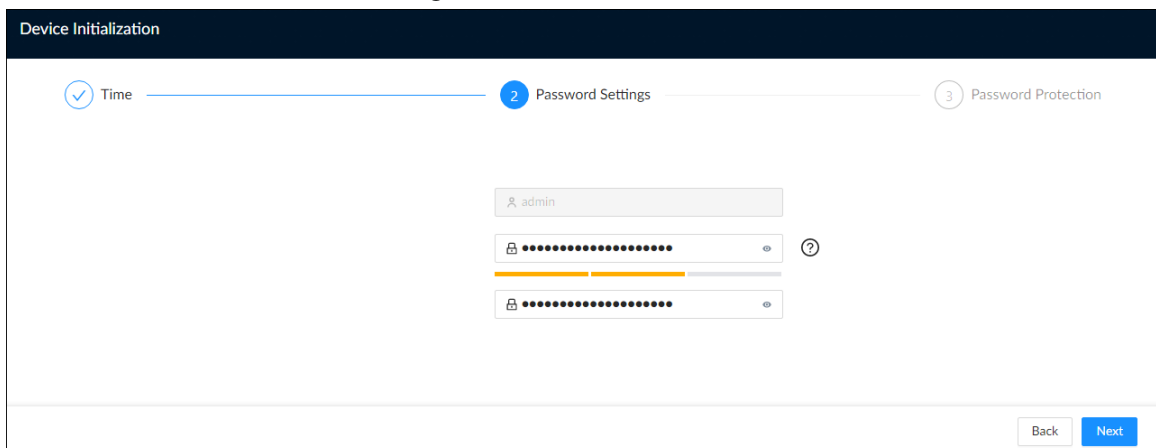 Device Initialization
Time
2 Password Settings
3 Password Protection
admin
●●●●●●●●●●●●●●●●●●●●
?
●●●●●●●●●●●●●●●●●●●●
Back Next